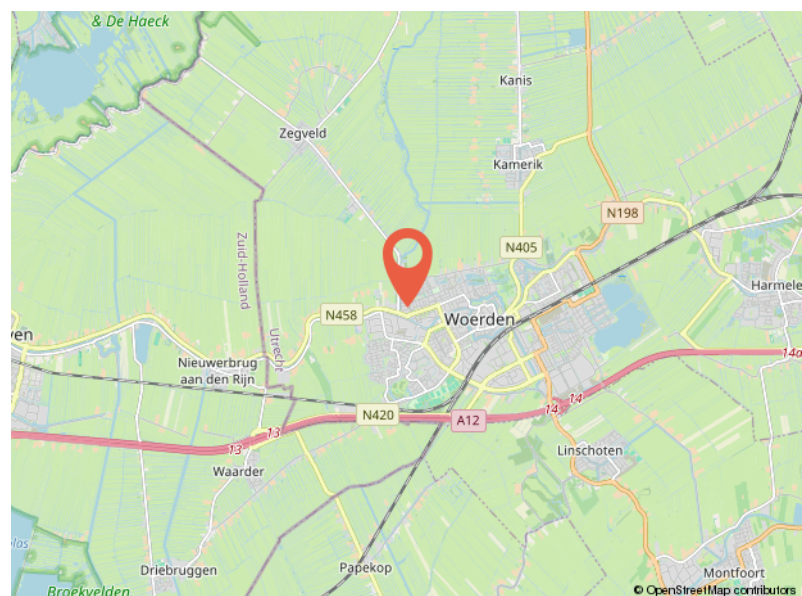 & De Haeck
Kanis
Zegveld
Kamerik
N198
N405
Zuid-Holland
Harmele
N458
Woerden
ven
Utrecht
14a
Nieuwerbrug
aan den Rijn
14
14
N420
A12
13
13
Linschoten
Waarder
Papekop
Driebruggen
Montfoort
Broekvelden
© OpenStreetMap contributors